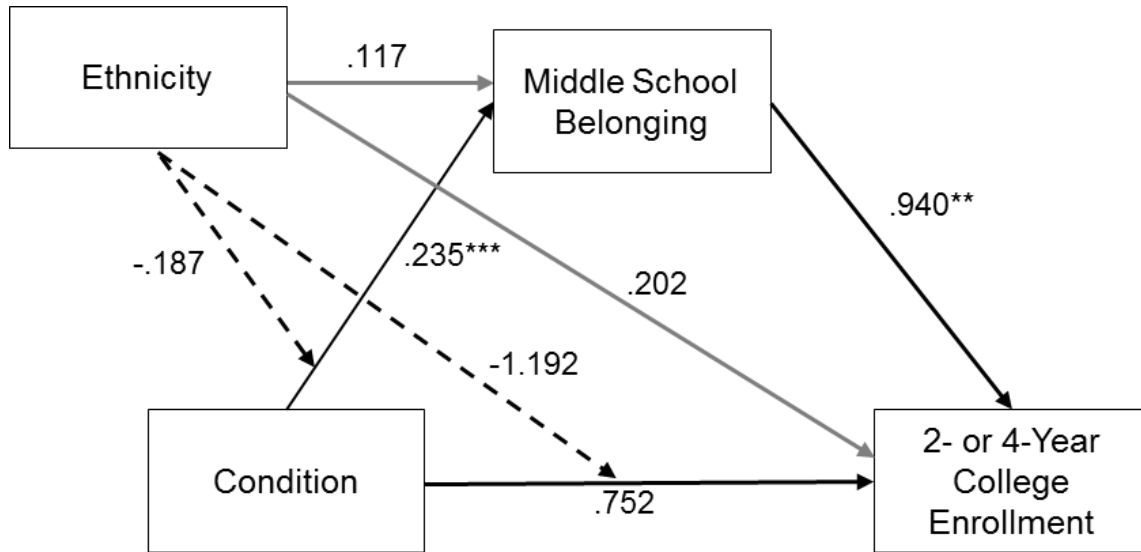 Ethnicity
.117
Middle School
Belonging
.940**
-.187
.235***
.202
-1.192
Condition
.752
2- or 4-Year
College
Enrollment